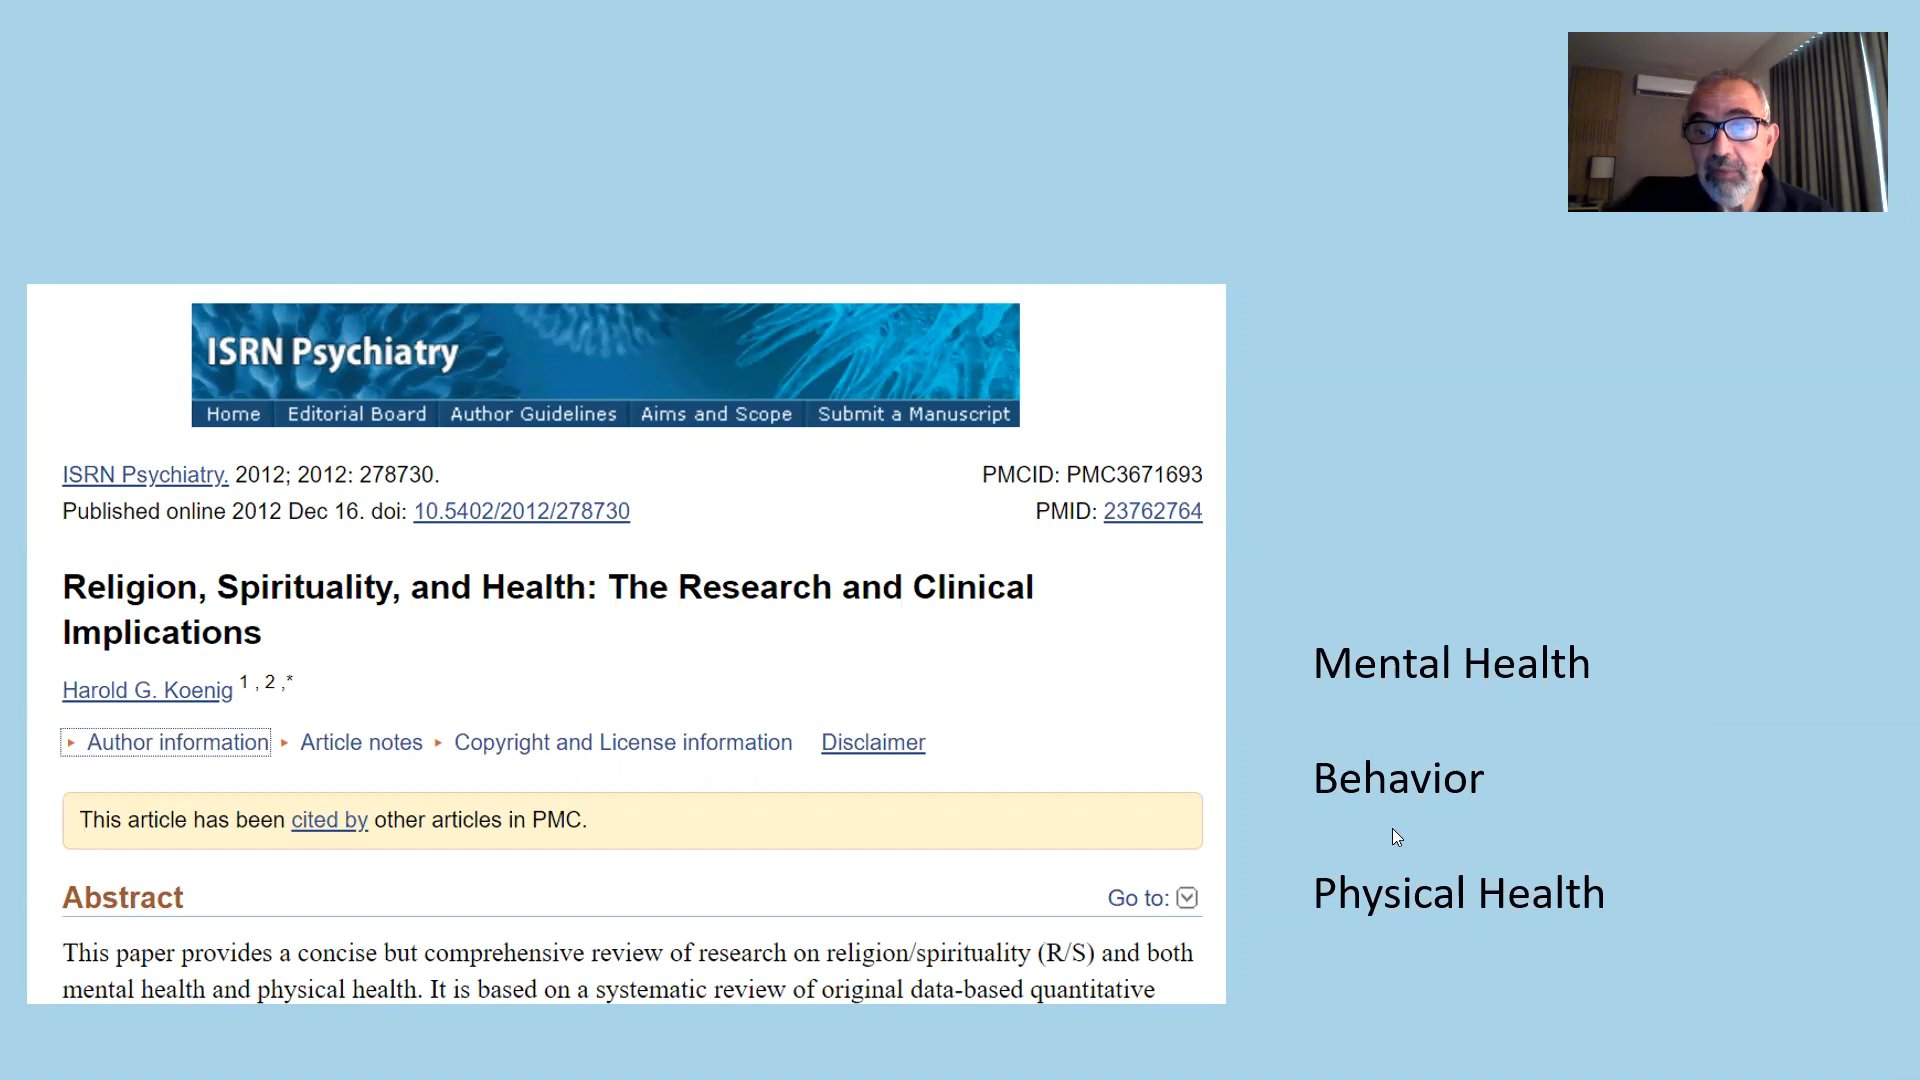 ISRN Psychiatry
Home Editorial Board Author Guidelines Aims and Scope Submit a Manuscript
ISRN Psychiatry. 2012; 2012: 278730.
PMCID: PMC3671693
Published online 2012 Dec 16. doi: 10.5402/2012/278730
PMID: 23762764
Religion, Spirituality, and Health: The Research and Clinical
Implications
Harold G. Koenig 1 , 2 ,*
Author information Article notes Copyright and License information Disclaimer
This article has been cited by other articles in PMC.
Abstract
Go to:
This paper provides a concise but comprehensive review of research on religion/spirituality (R/S) and both
mental health and physical health. It is based on a systematic review of original data-based quantitative
Mental Health
Behavior
Physical Health